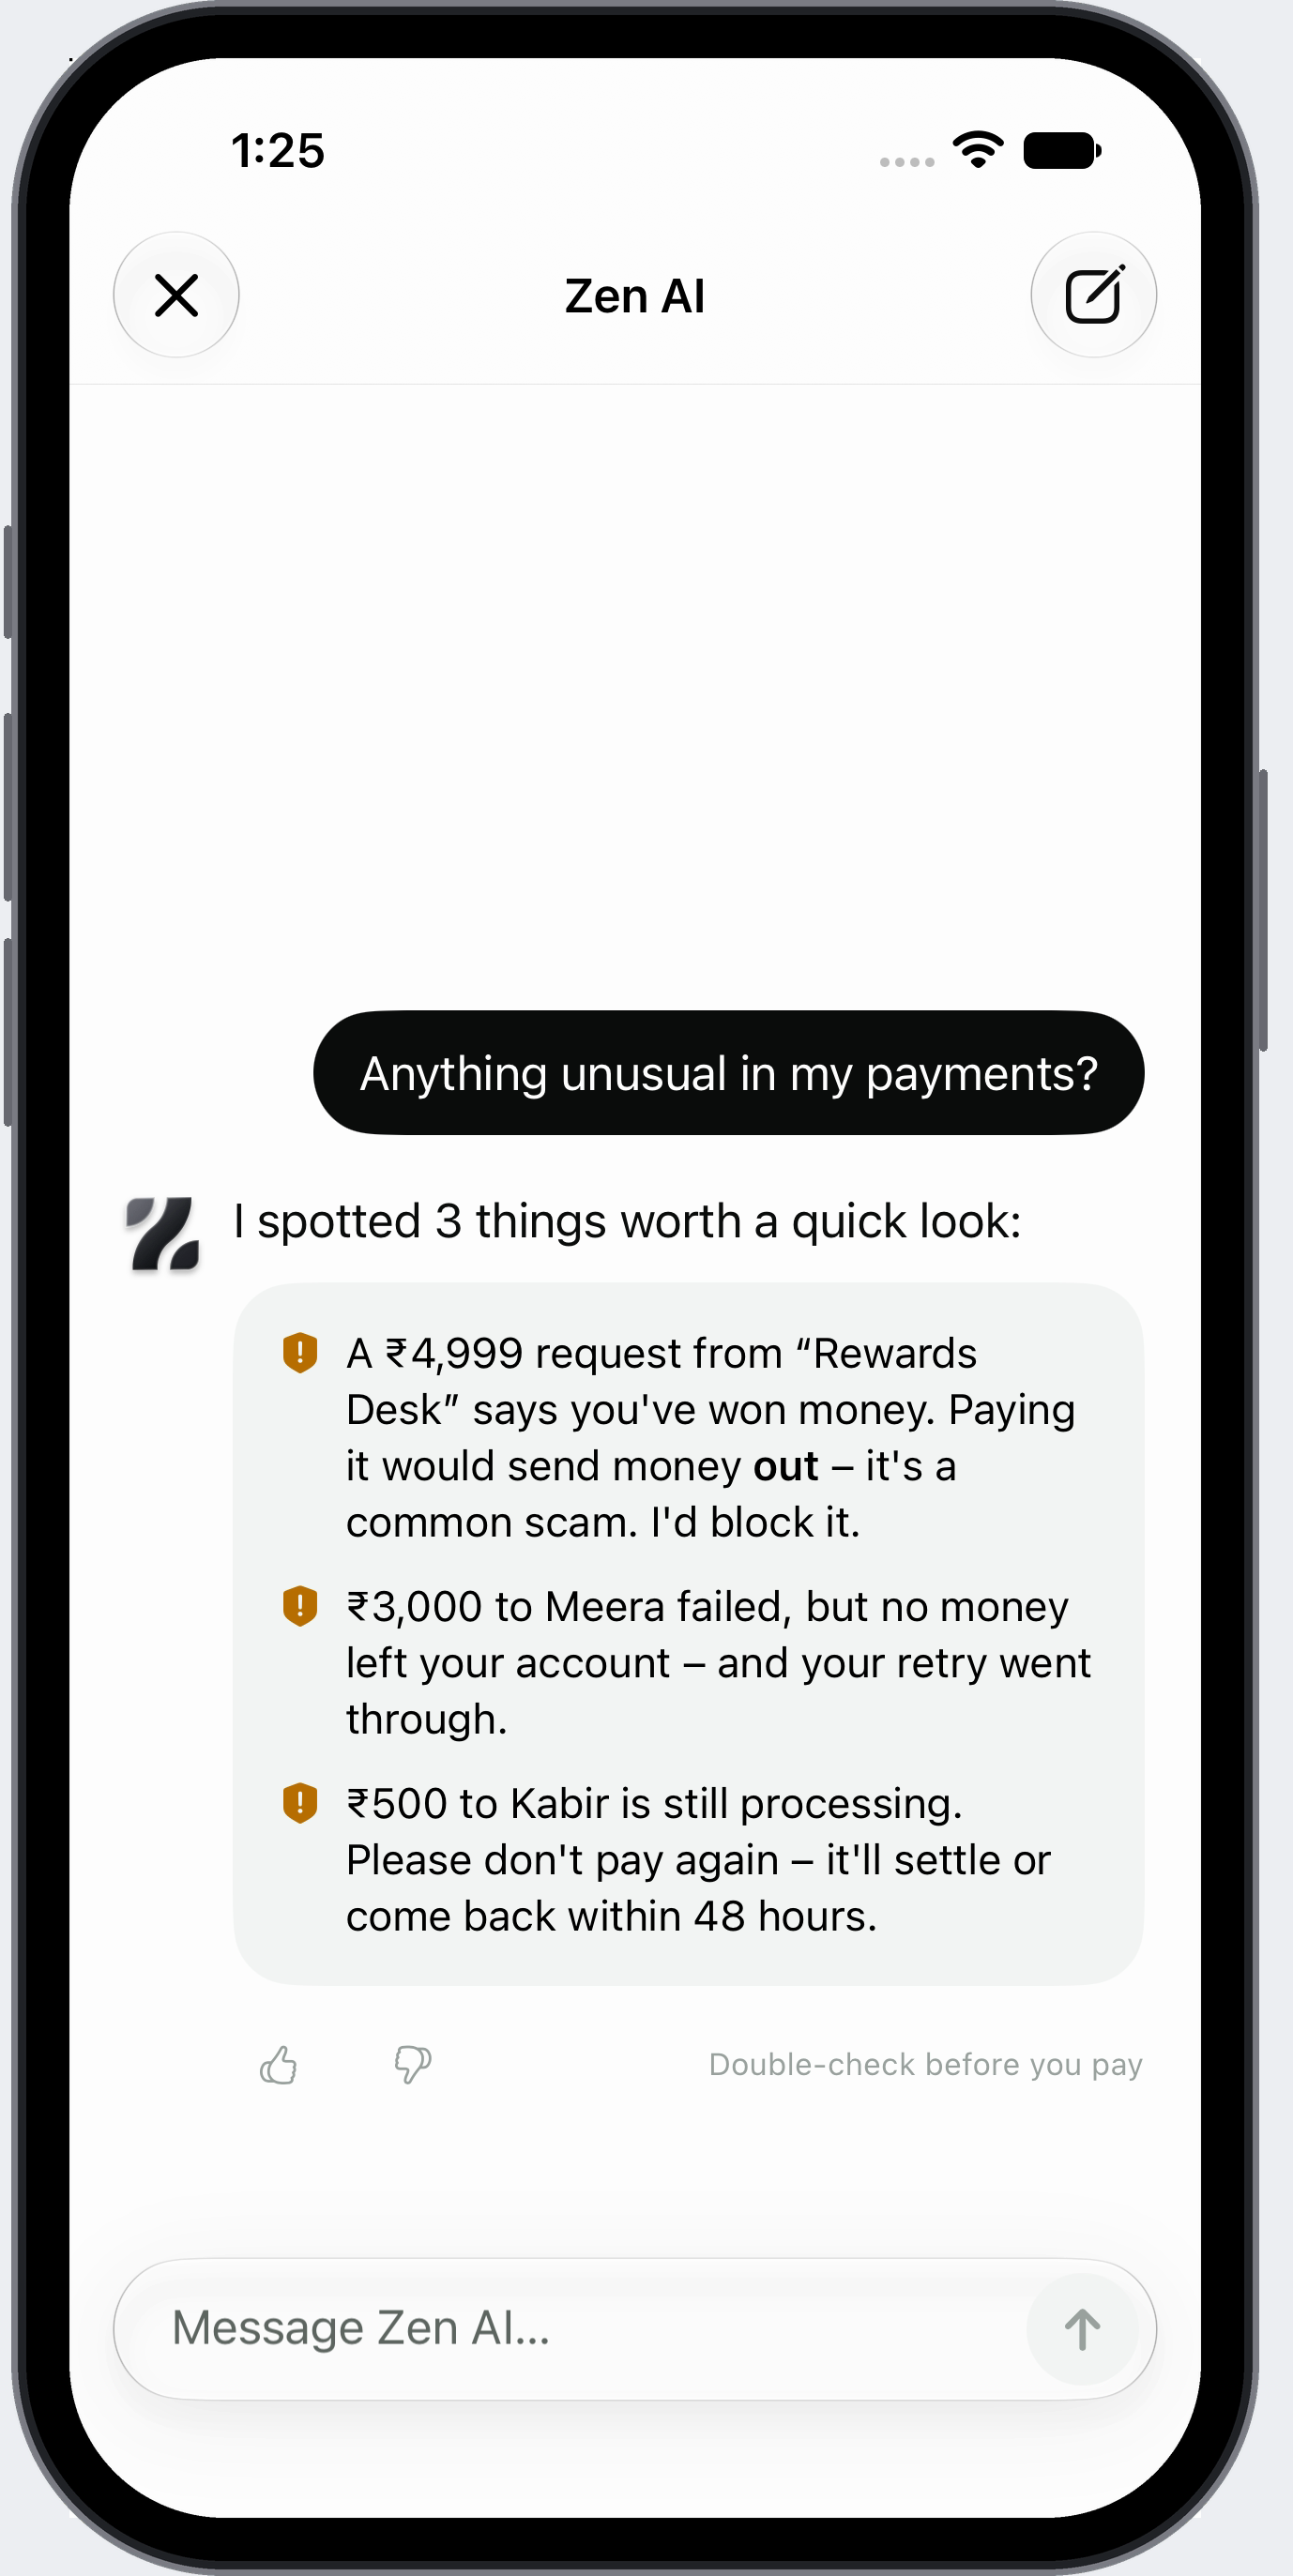 1:25
Zen AI
Anything unusual in my payments?
I spotted 3 things worth a quick look:
A ₹4,999 request from “Rewards
Desk” says you've won money. Paying
it would send money out – it's a
common scam. I'd block it.
₹3,000 to Meera failed, but no money
left your account – and your retry went
through.
₹500 to Kabir is still processing.
Please don't pay again – it'll settle or
come back within 48 hours.
Double-check before you pay
Message Zen AI...